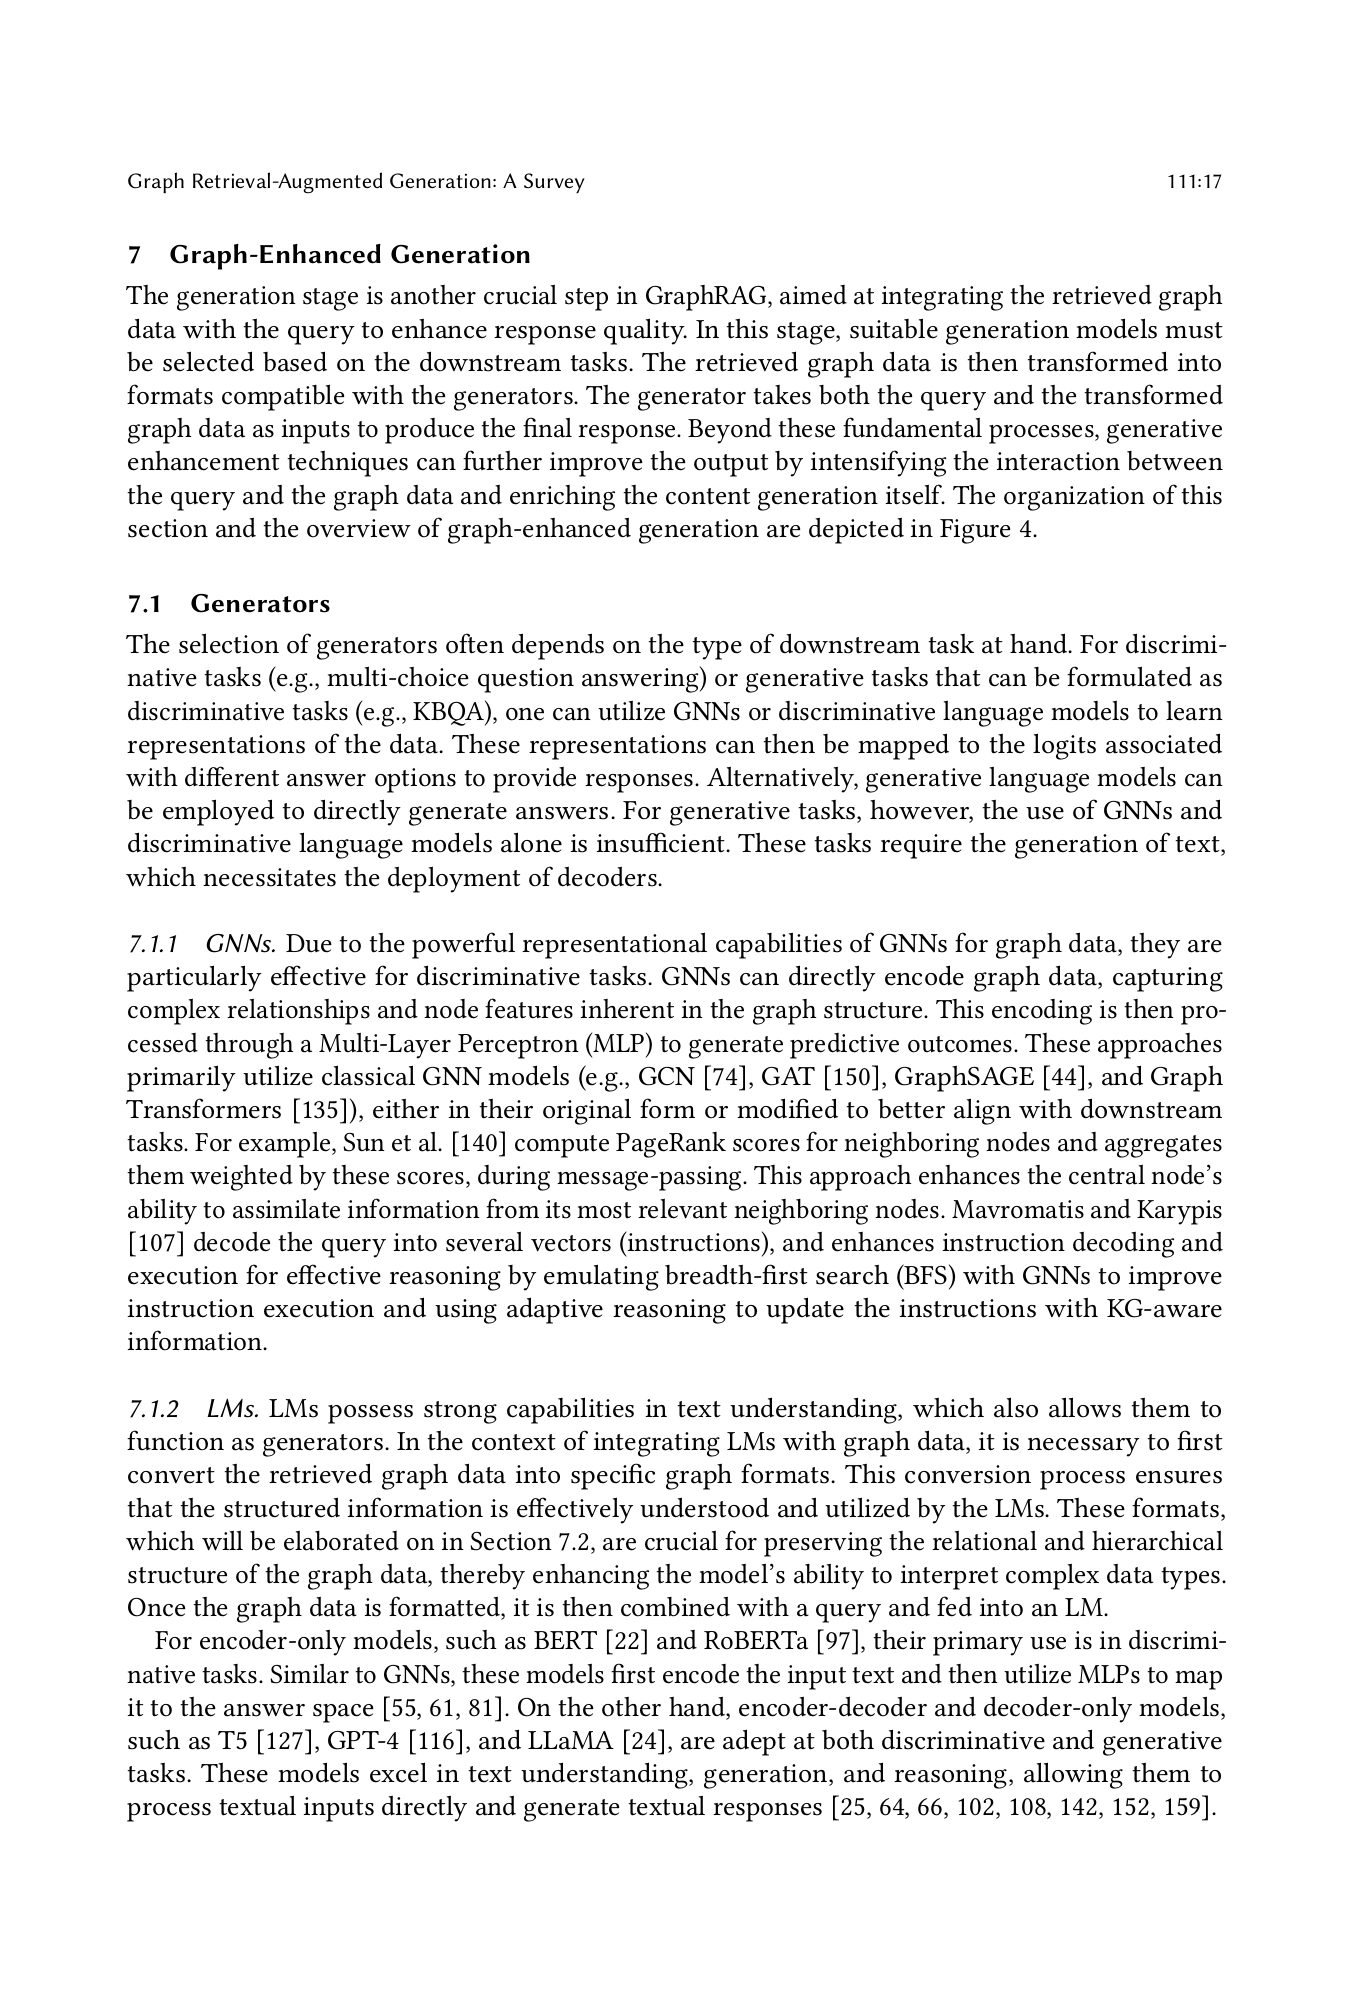 Graph Retrieval-Augmented Generation: A Survey 111:17
7 Graph-Enhanced Generation
The generation stage is another crucial step in GraphRAG, aimed at integrating the retrieved graph
data with the query to enhance response quality. In this stage, suitable generation models must
be selected based on the downstream tasks. The retrieved graph data is then transformed into
formats compatible with the generators. The generator takes both the query and the transformed
graph data as inputs to produce the final response. Beyond these fundamental processes, generative
enhancement techniques can further improve the output by intensifying the interaction between
the query and the graph data and enriching the content generation itself. The organization of this
section and the overview of graph-enhanced generation are depicted in Figure 4.
7.1 Generators
The selection of generators often depends on the type of downstream task at hand. For discrimi-
native tasks (e.g., multi-choice question answering) or generative tasks that can be formulated as
discriminative tasks (e.g., KBQA), one can utilize GNNs or discriminative language models to learn
representations of the data. These representations can then be mapped to the logits associated
with different answer options to provide responses. Alternatively, generative language models can
be employed to directly generate answers. For generative tasks, however, the use of GNNs and
discriminative language models alone is insufficient. These tasks require the generation of text,
which necessitates the deployment of decoders.
7.1.1 GNNs. Due to the powerful representational capabilities of GNNs for graph data, they are
particularly effective for discriminative tasks. GNNs can directly encode graph data, capturing
complex relationships and node features inherent in the graph structure. This encoding is then pro-
cessed through a Multi-Layer Perceptron (MLP) to generate predictive outcomes. These approaches
primarily utilize classical GNN models (e.g., GCN [74], GAT [150], GraphSAGE [44], and Graph
Transformers [135]), either in their original form or modified to better align with downstream
tasks. For example, Sun et al. [140] compute PageRank scores for neighboring nodes and aggregates
them weighted by these scores, during message-passing. This approach enhances the central node's
ability to assimilate information from its most relevant neighboring nodes. Mavromatis and Karypis
[107] decode the query into several vectors (instructions), and enhances instruction decoding and
execution for effective reasoning by emulating breadth-first search (BFS) with GNNs to improve
instruction execution and using adaptive reasoning to update the instructions with KG-aware
information.
7.1.2 LMs. LMs possess strong capabilities in text understanding, which also allows them to
function as generators. In the context of integrating LMs with graph data, it is necessary to first
convert the retrieved graph data into specific graph formats. This conversion process ensures
that the structured information is effectively understood and utilized by the LMs. These formats,
which will be elaborated on in Section 7.2, are crucial for preserving the relational and hierarchical
structure of the graph data, thereby enhancing the model's ability to interpret complex data types.
Once the graph data is formatted, it is then combined with a query and fed into an LM.
For encoder-only models, such as BERT [22] and RoBERTa [97], their primary use is in discrimi-
native tasks. Similar to GNNs, these models first encode the input text and then utilize MLPs to map
it to the answer space [55, 61, 81]. On the other hand, encoder-decoder and decoder-only models,
such as T5 [127], GPT-4 [116], and LLaMA [24], are adept at both discriminative and generative
tasks. These models excel in text understanding, generation, and reasoning, allowing them to
process textual inputs directly and generate textual responses [25, 64, 66, 102, 108, 142, 152, 159].